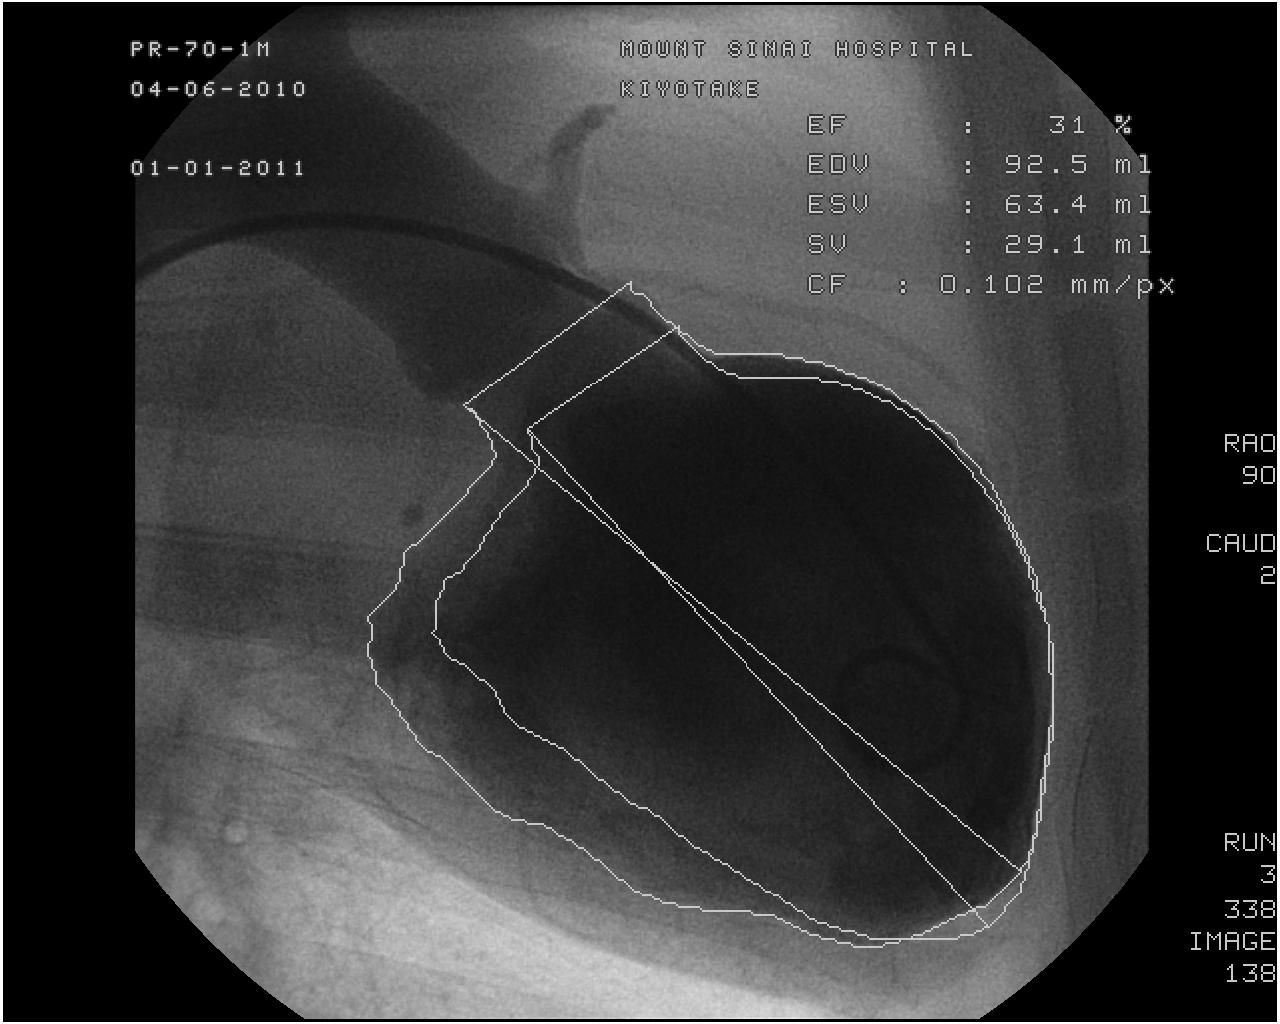 PR-70-1M
04-06-2010
01-01-2011
MOUNT SINAI HOSPITAL
KIYOTAKE
EF : 31 %
EDV : 92.5 ml
ESV : 63.4 ml
SV : 29.1 ml
CF : 0.102 mm/px
RAO
90
CAUD
2
RUN
3
338
IMAGE
138